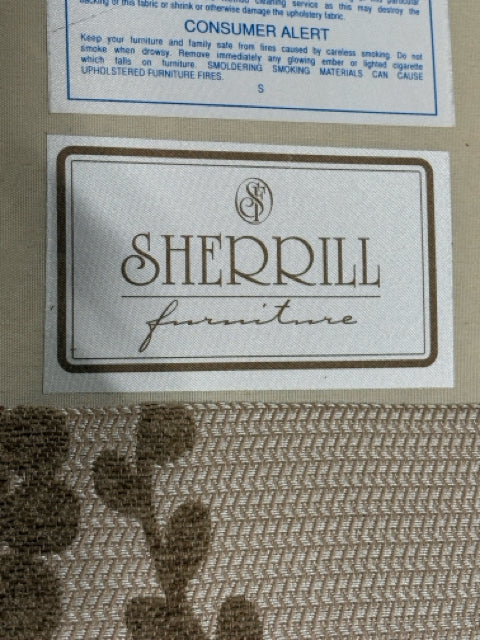 cleaning service as this may destroy the
backing of this fabric or shrink or otherwise damage the upholstery fabric.
CONSUMER ALERT
Keep your furniture and family safe from fires caused by careless smoking. Do not
smoke when drowsy. Remove immediately any glowing ember or lighted cigarette
which falls on furniture. SMOLDERING SMOKING MATERIALS CAN CAUSE
UPHOLSTERED FURNITURE FIRES.
S
SF
SHERRILL
furniture